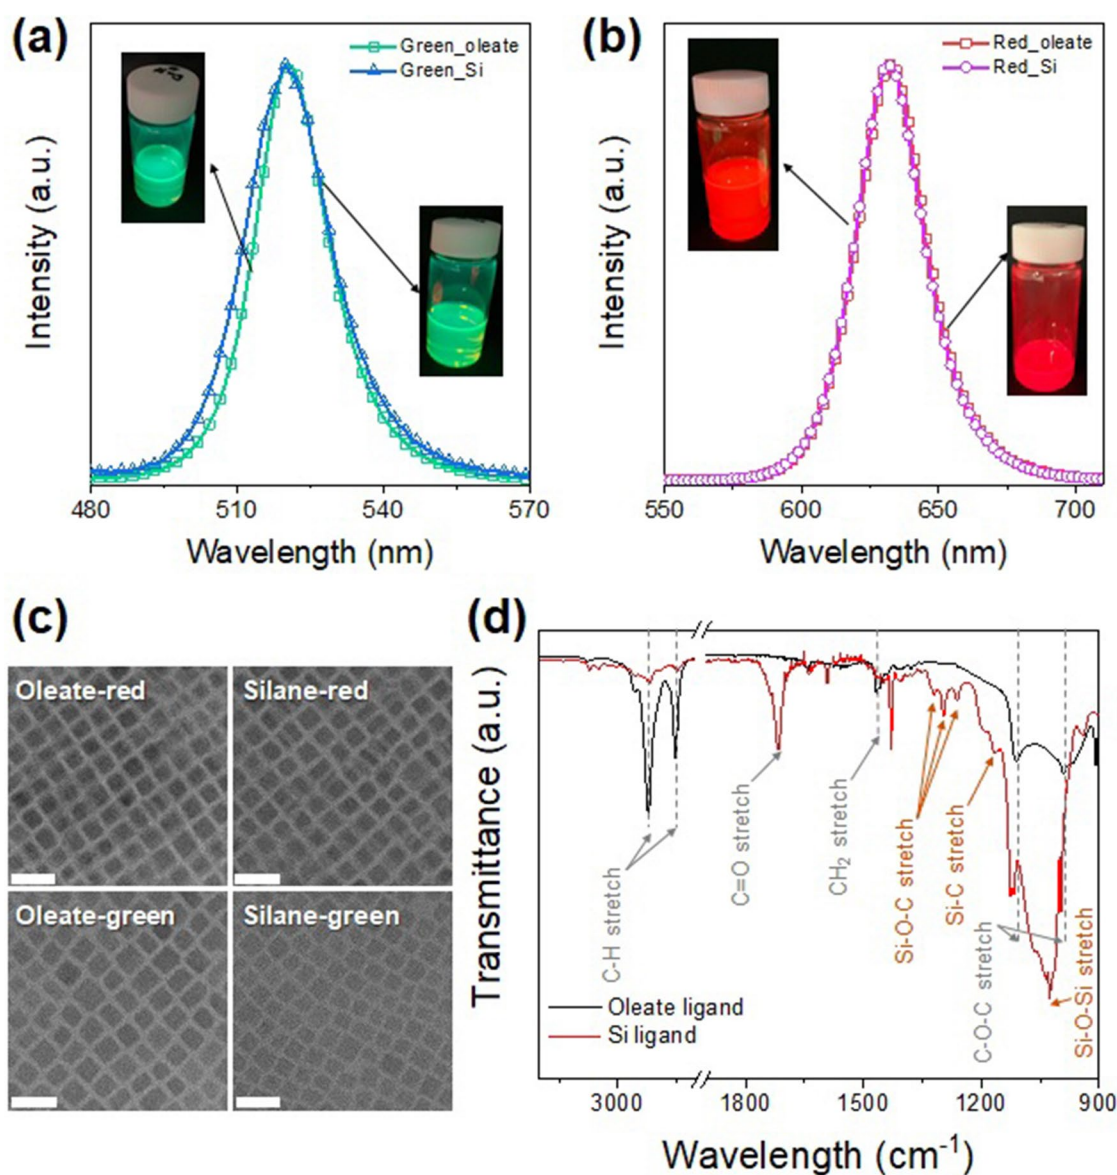 (a)
Green_oleate
Green_Si
Intensity (a.u.)
480
510
540
570
Wavelength (nm)
(b)
Red_oleate
Red_Si
Intensity (a.u.)
550
600
650
700
Wavelength (nm)
(c)
Oleate-red
Silane-red
Oleate-green
Silane-green
(d)
Transmittance (a.u.)
C-H stretch
C=O stretch
CH₂ stretch
Si-O-C stretch
Si-C stretch
C-O-C stretch
Si-O-Si stretch
Oleate ligand
Si ligand
3000
1800
1500
1200
900
Wavelength (cm⁻¹)